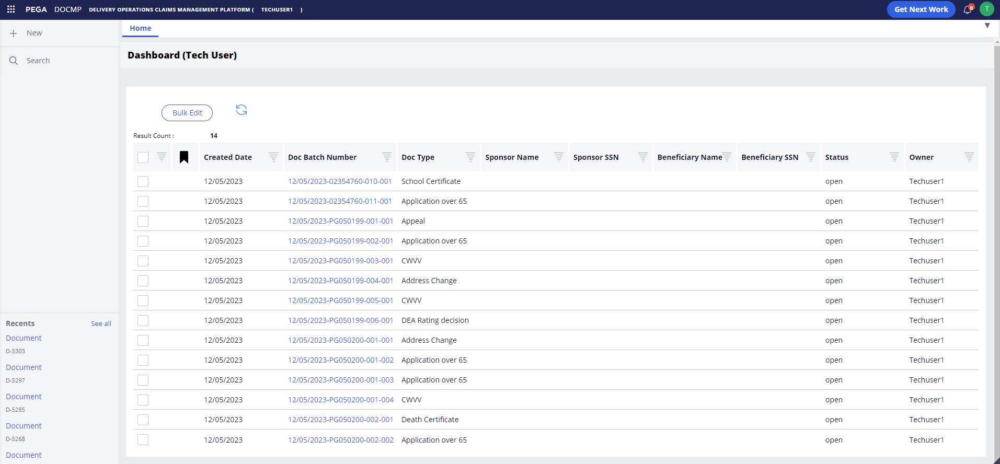 PEGA DOCMP DELIVERY OPERATIONS CLAIMS MANAGEMENT PLATFORM ( TECHUSER1 ) Get Next Work 0 T
New
Search
Recents See all
Document
D-5303
Document
D-5297
Document
D-5285
Document
D-5268
Document
Home
Dashboard (Tech User)
Bulk Edit
Result Count : 14
Created Date Doc Batch Number Doc Type Sponsor Name Sponsor SSN Beneficiary Name Beneficiary SSN Status Owner
12/05/2023 12/05/2023-02354760-010-001 School Certificate open Techuser1
12/05/2023 12/05/2023-02354760-011-001 Application over 65 open Techuser1
12/05/2023 12/05/2023-PG050199-001-001 Appeal open Techuser1
12/05/2023 12/05/2023-PG050199-002-001 Application over 65 open Techuser1
12/05/2023 12/05/2023-PG050199-003-001 CWVV open Techuser1
12/05/2023 12/05/2023-PG050199-004-001 Address Change open Techuser1
12/05/2023 12/05/2023-PG050199-005-001 CWVV open Techuser1
12/05/2023 12/05/2023-PG050199-006-001 DEA Rating decision open Techuser1
12/05/2023 12/05/2023-PG050200-001-001 Address Change open Techuser1
12/05/2023 12/05/2023-PG050200-001-002 Application over 65 open Techuser1
12/05/2023 12/05/2023-PG050200-001-003 Application over 65 open Techuser1
12/05/2023 12/05/2023-PG050200-001-004 CWVV open Techuser1
12/05/2023 12/05/2023-PG050200-002-001 Death Certificate open Techuser1
12/05/2023 12/05/2023-PG050200-002-002 Application over 65 open Techuser1